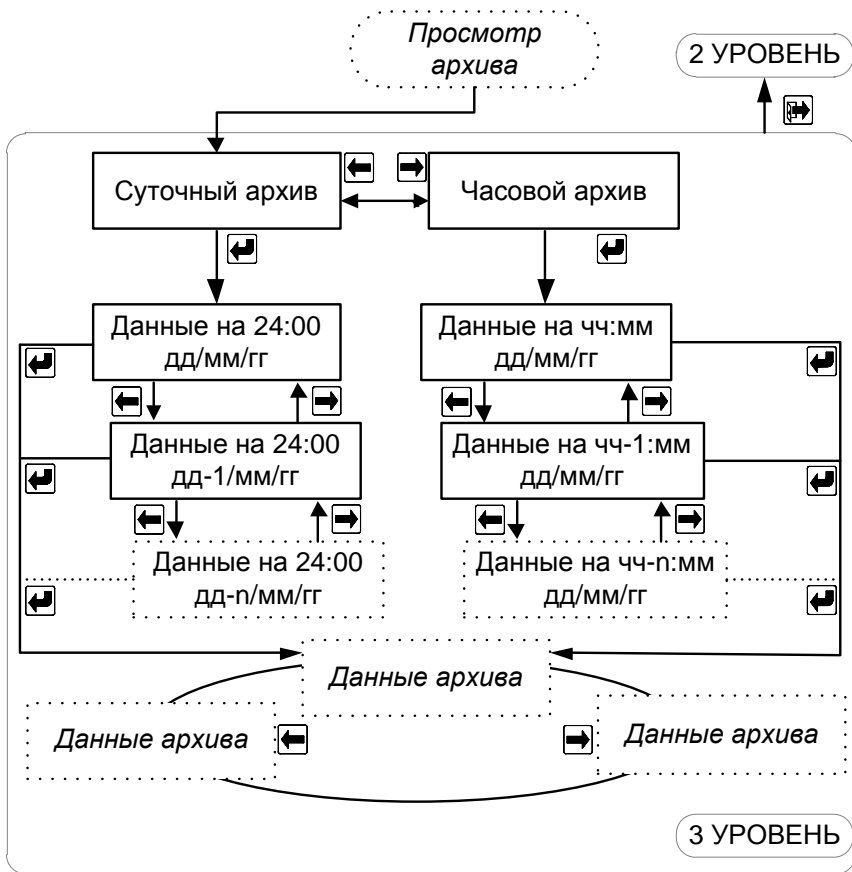 Просмотр
архива
2 УРОВЕНЬ
Суточный архив
Часовой архив
Данные на 24:00
дд/мм/гг
Данные на чч:мм
дд/мм/гг
Данные на 24:00
дд-1/мм/гг
Данные на чч-1:мм
дд/мм/гг
Данные на 24:00
дд-n/мм/гг
Данные на чч-n:мм
дд/мм/гг
Данные архива
Данные архива
Данные архива
3 УРОВЕНЬ